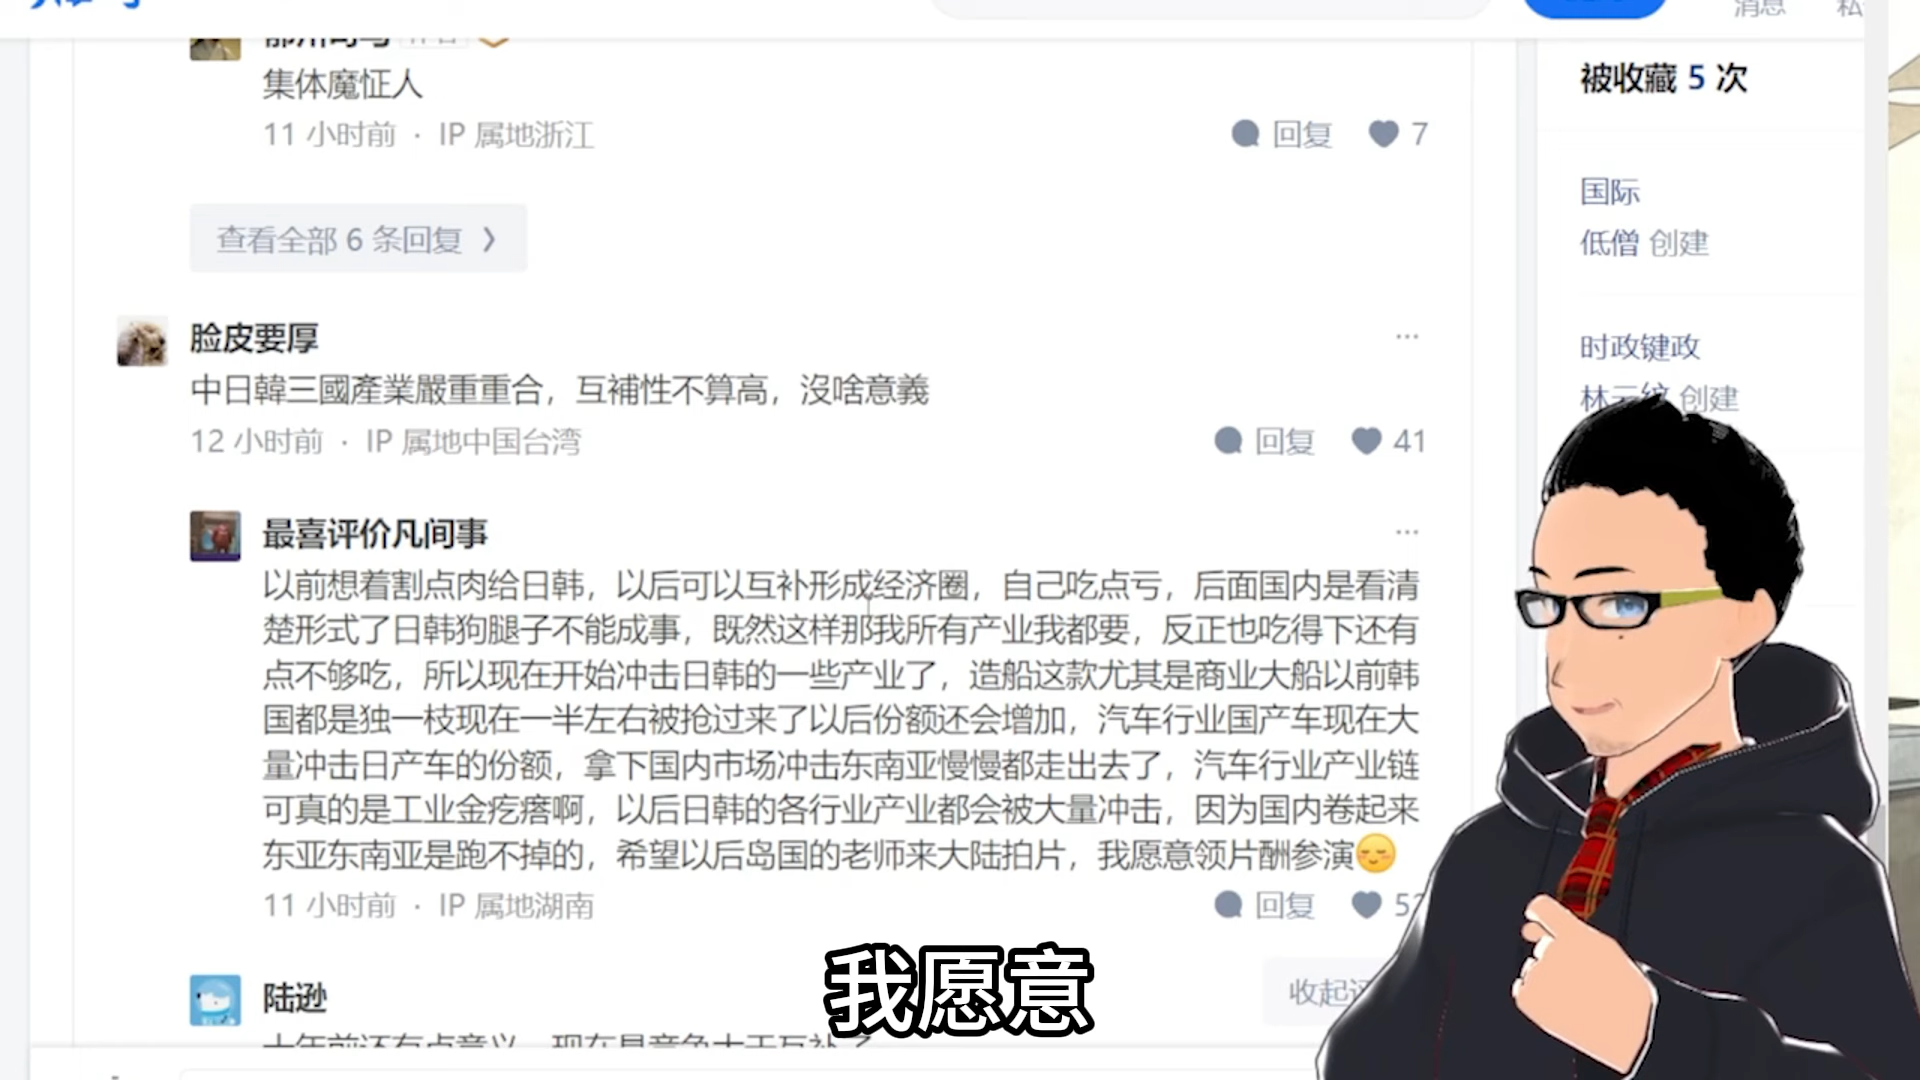 消息
被收藏 5 次
集体魔怔人
11 小时前 · IP 属地浙江
回复
7
国际
低僧 创建
查看全部 6 条回复
脸皮要厚
中日韓三國產業嚴重重合，互補性不算高，沒啥意義
时政键政
创建
12 小时前 · IP 属地中国台湾
回复
41
最喜评价凡间事
以前想着割点肉给日韩，以后可以互补形成经济圈，自己吃点亏，后面国内是看清
楚形式了日韩狗腿子不能成事，既然这样那我所有产业我都要，反正也吃得下还有
点不够吃，所以现在开始冲击日韩的一些产业了，造船这款尤其是商业大船以前韩
国都是独一枝现在一半左右被抢过来了以后份额还会增加，汽车行业国产车现在大
量冲击日产车的份额，拿下国内市场冲击东南亚慢慢都走出去了，汽车行业产业链
可真的是工业金疙瘩啊，以后日韩的各行业产业都会被大量冲击，因为国内卷起来
东亚东南亚是跑不掉的，希望以后岛国的老师来大陆拍片，我愿意领片酬参演
11 小时前 · IP 属地湖南
回复
陆逊
收起
我愿意